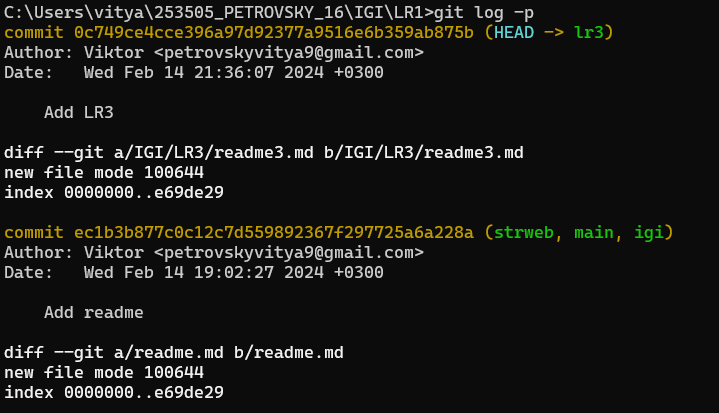 C:\Users\vitya\253505_PETROVSKY_16\IGI\LR1>git log -p
commit 0c749ce4cce396a97d92377a9516e6b359ab875b (HEAD -> lr3)
Author: Viktor <petrovskyvitya9@gmail.com>
Date:   Wed Feb 14 21:36:07 2024 +0300
    Add LR3
diff --git a/IGI/LR3/readme3.md b/IGI/LR3/readme3.md
new file mode 100644
index 0000000..e69de29
commit ec1b3b877c0c12c7d559892367f297725a6a228a (strweb, main, igi)
Author: Viktor <petrovskyvitya9@gmail.com>
Date:   Wed Feb 14 19:02:27 2024 +0300
    Add readme
diff --git a/readme.md b/readme.md
new file mode 100644
index 0000000..e69de29